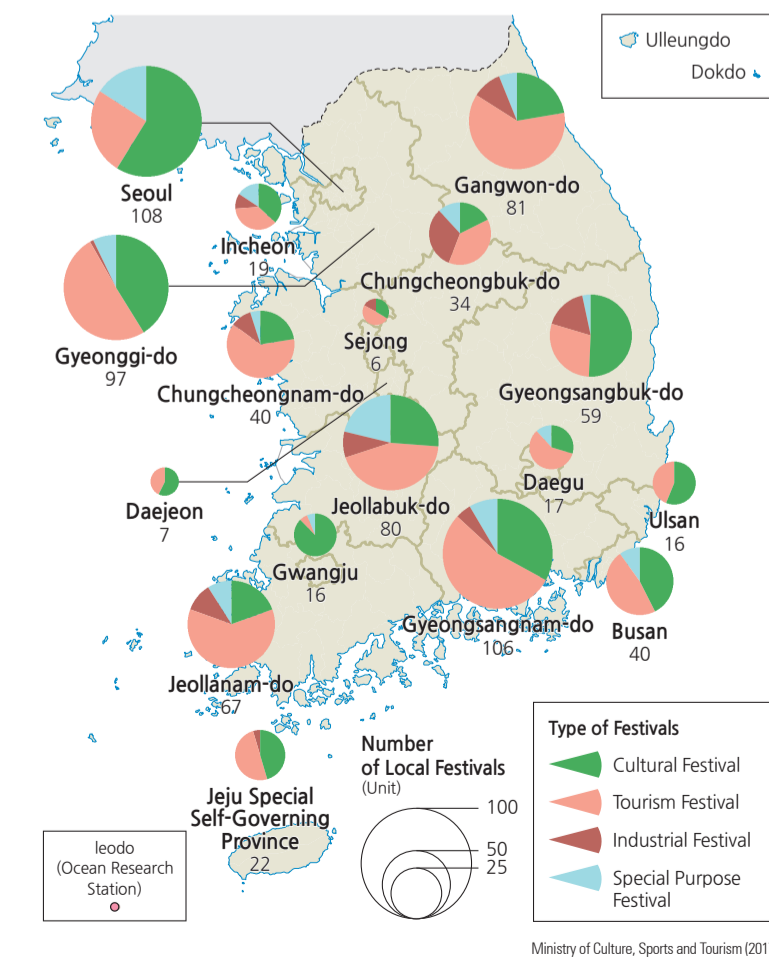 Ulleungdo
Dokdo
Seoul
108
Gangwon-do
81
Incheon
19
Chungcheongbuk-do
34
Gyeonggi-do
97
Sejong
6
Chungcheongnam-do
40
Gyeongsangbuk-do
59
Daejeon
7
Jeollabuk-do
80
Daegu
17
Ulsan
16
Gwangju
16
Gyeongsangnam-do
106
Busan
40
Jeollanam-do
67
Jeju Special
Self-Governing
Province
22
Number
of Local Festivals
(Unit)
100
50
25
Type of Festivals
Cultural Festival
Tourism Festival
Industrial Festival
Special Purpose
Festival
Ieodo
(Ocean Research
Station)
Ministry of Culture, Sports and Tourism (201